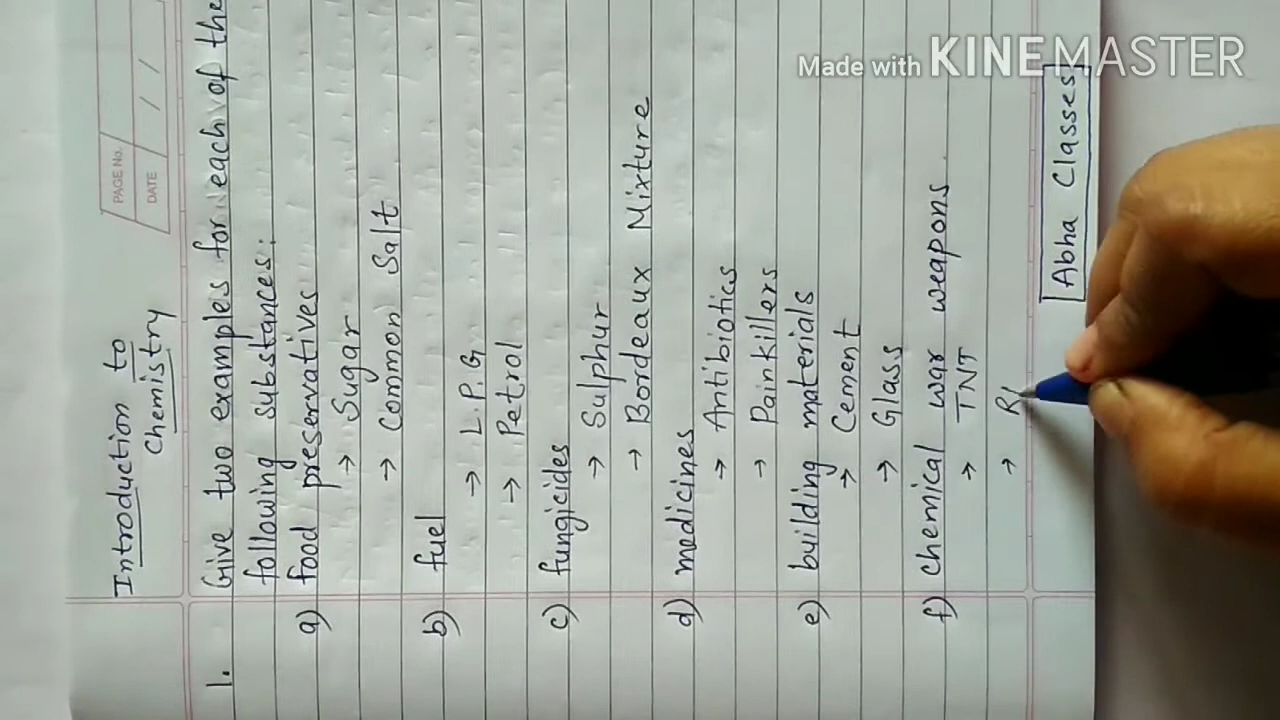 PAGE No.
DATE / /
Introduction to
Chemistry
1. Give two examples for each of the
following substances:
a) food preservatives
→ Sugar
→ Common Salt
b) fuel
→ L.P.G
→ Petrol
c) fungicides
→ Sulphur
→ Bordeaux Mixture
d) medicines
→ Antibiotics
→ Painkillers
e) building materials
→ Cement
→ Glass
f) chemical war weapons
→ TNT
→
Abha Classes
Made with KINEMASTER